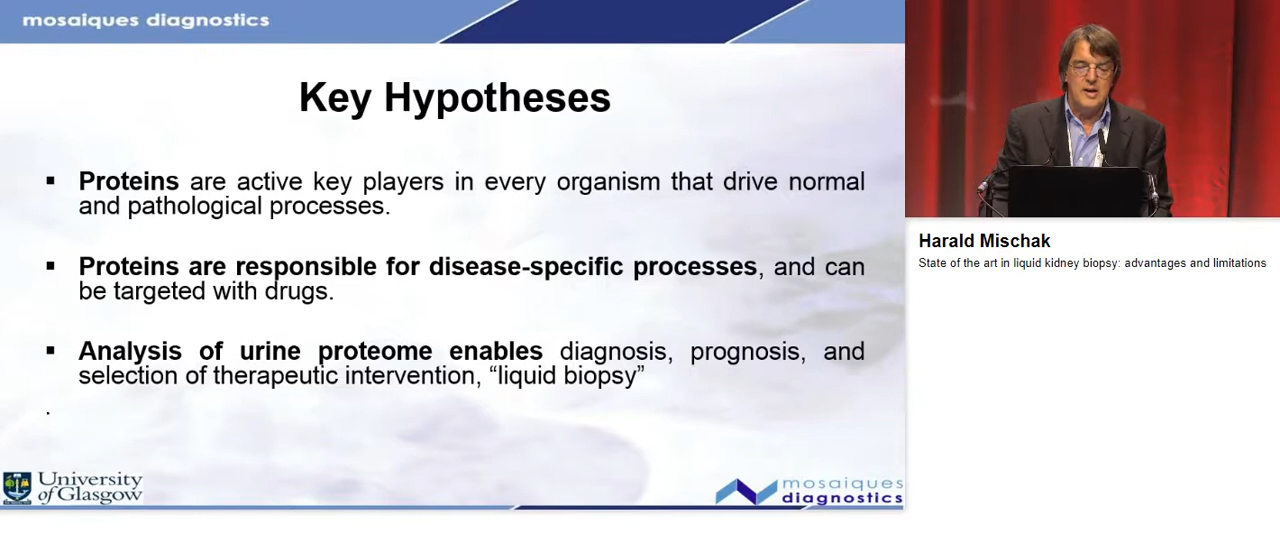 mosaiques diagnostics
Key Hypotheses
▪ Proteins are active key players in every organism that drive normal
and pathological processes.
▪ Proteins are responsible for disease-specific processes, and can
be targeted with drugs.
▪ Analysis of urine proteome enables diagnosis, prognosis, and
selection of therapeutic intervention, “liquid biopsy”
.
University
of Glasgow
mosaiques
diagnostics
Harald Mischak
State of the art in liquid kidney biopsy: advantages and limitations